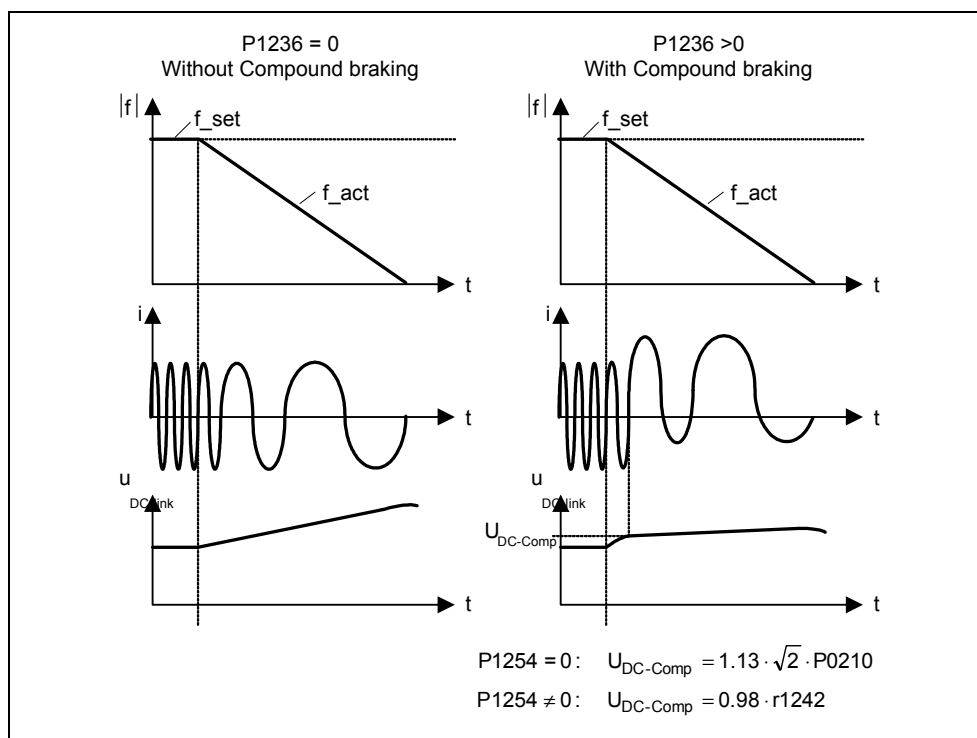 P1236 = 0
Without Compound braking
|f|
f_set
f_act
t
i
t
u
DC-link
t
P1236 >0
With Compound braking
|f|
f_set
f_act
t
i
t
u
DC-link
U_DC-Comp
t
P1254 = 0: U_DC-Comp = 1.13 · √2 · P0210
P1254 ≠ 0: U_DC-Comp = 0.98 · r1242